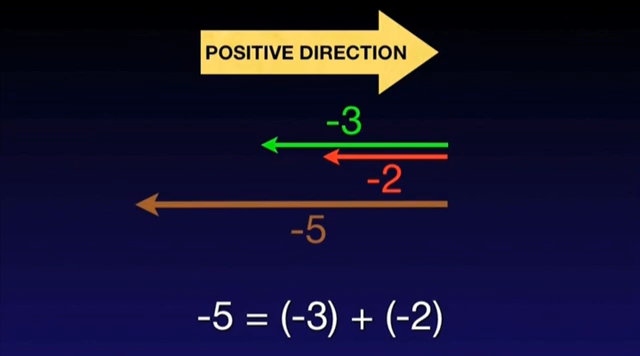 POSITIVE DIRECTION
-3
-2
-5
-5 = (-3) + (-2)